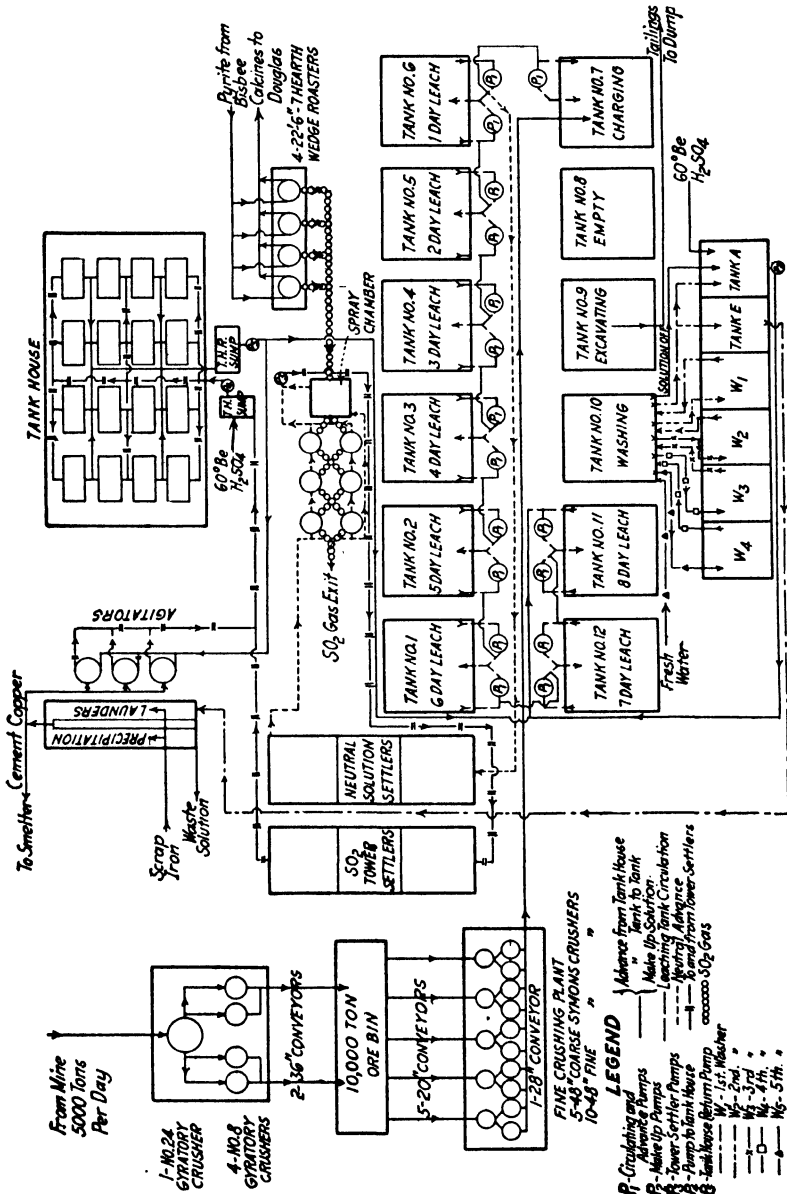 From Mine
5000 Tons
Per Day
1-NO.24
GYRATORY
CRUSHER
4-NO.8
GYRATORY
CRUSHERS
2-36" CONVEYORS
10,000 TON
ORE BIN
5-20" CONVEYORS
1-28" CONVEYOR
FINE CRUSHING PLANT
5-48" COARSE SYMONS CRUSHERS
10-48" FINE " "
To Smelter
Cement Copper
Scrap
Iron
Waste
Solution
PRECIPITATION
LAUNDERS
AGITATORS
SO2
TOWER
SETTLERS
NEUTRAL
SOLUTION
SETTLERS
TANK HOUSE
T.H.
SUMP
60°Be
H2SO4
T.H.R.
SUMP
SO2 Gas Exit
SPRAY
CHAMBER
Pyrite from
Bisbee
Calcines to
Douglas
4-22'-6"-7 HEARTH
WEDGE ROASTERS
TANK NO.1
6 DAY LEACH
TANK NO.2
5 DAY LEACH
TANK NO.3
4 DAY LEACH
TANK NO.4
3 DAY LEACH
TANK NO.5
2 DAY LEACH
TANK NO.6
1 DAY LEACH
TANK NO.12
7 DAY LEACH
TANK NO.11
8 DAY LEACH
TANK NO.10
WASHING
TANK NO.9
EXCAVATING
TANK NO.8
EMPTY
TANK NO.7
CHARGING
Tailings
To Dump
SOLUTION OFF
Fresh
Water
W4
W3
W2
W1
TANK E
TANK A
60°Be
H2SO4
LEGEND
P1-Circulating and
Advance Pumps
P2-Make Up Pumps
Tower Settler Pumps
Pump to Tank House
Tank House Return Pump
W1-1st. Washer
W2-2nd. "
W3-3rd "
W4-4th. "
W5-5th. "
Advance from Tank House
" Tank to Tank
Make Up Solution
Leaching Tank Circulation
Neutral Advance
To and from Tower Settlers
SO2 Gas